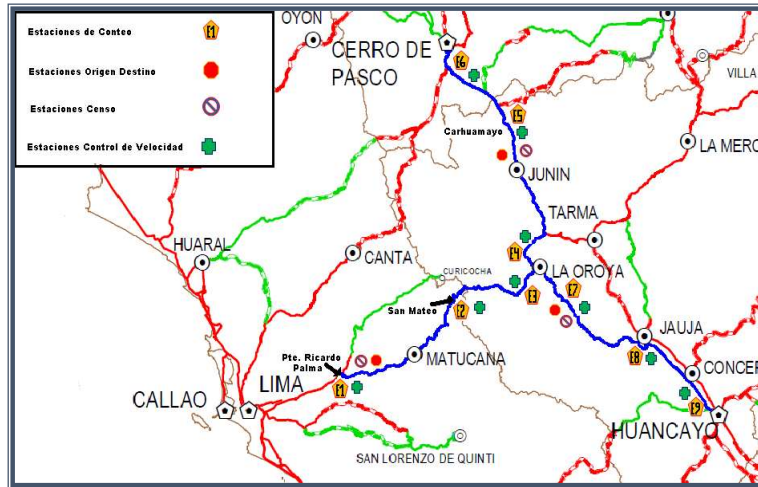 Estaciones de Conteo E1
Estaciones Origen Destino
Estaciones Censo
Estaciones Control de Velocidad
OYON
CERRO DE
PASCO
E6
VILLA
E5
Carhuamayo
LA MERC
JUNIN
TARMA
HUARAL
CANTA
E4
CURICOCHA
LA OROYA
E3
E7
San Mateo
E2
JAUJA
Pte. Ricardo
Palma
MATUCANA
E8
CONCEP
LIMA
E1
CALLAO
E9
HUANCAYO
SAN LORENZO DE QUINTI